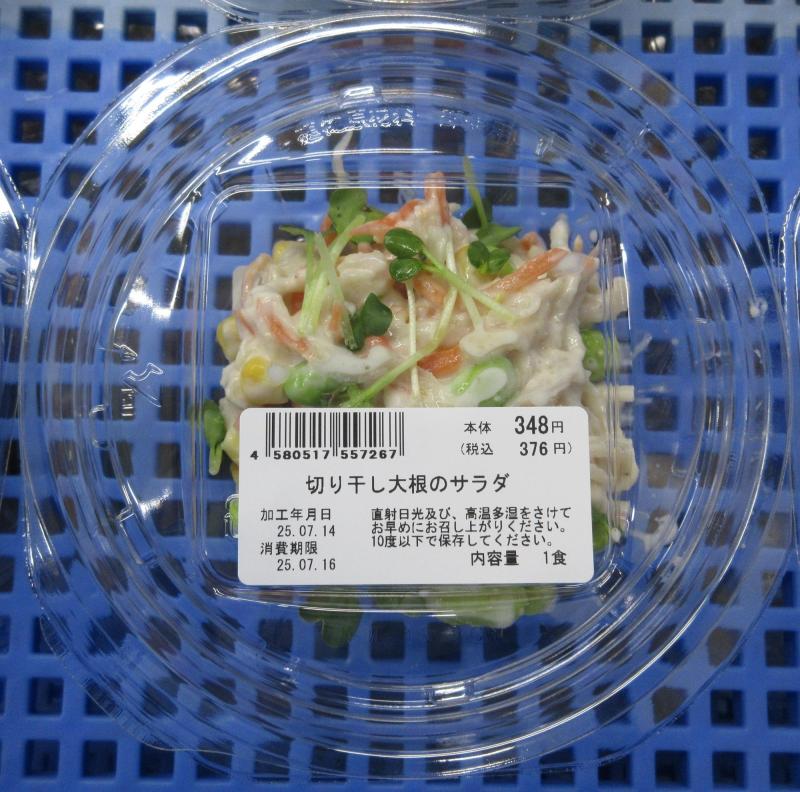 本体 348円
(税込 376円)
4 580517 557267
切り干し大根のサラダ
加工年月日
25.07.14
消費期限
25.07.16
直射日光及び、高温多湿をさけて
お早めにお召し上がりください。
10度以下で保存してください。
内容量 1食